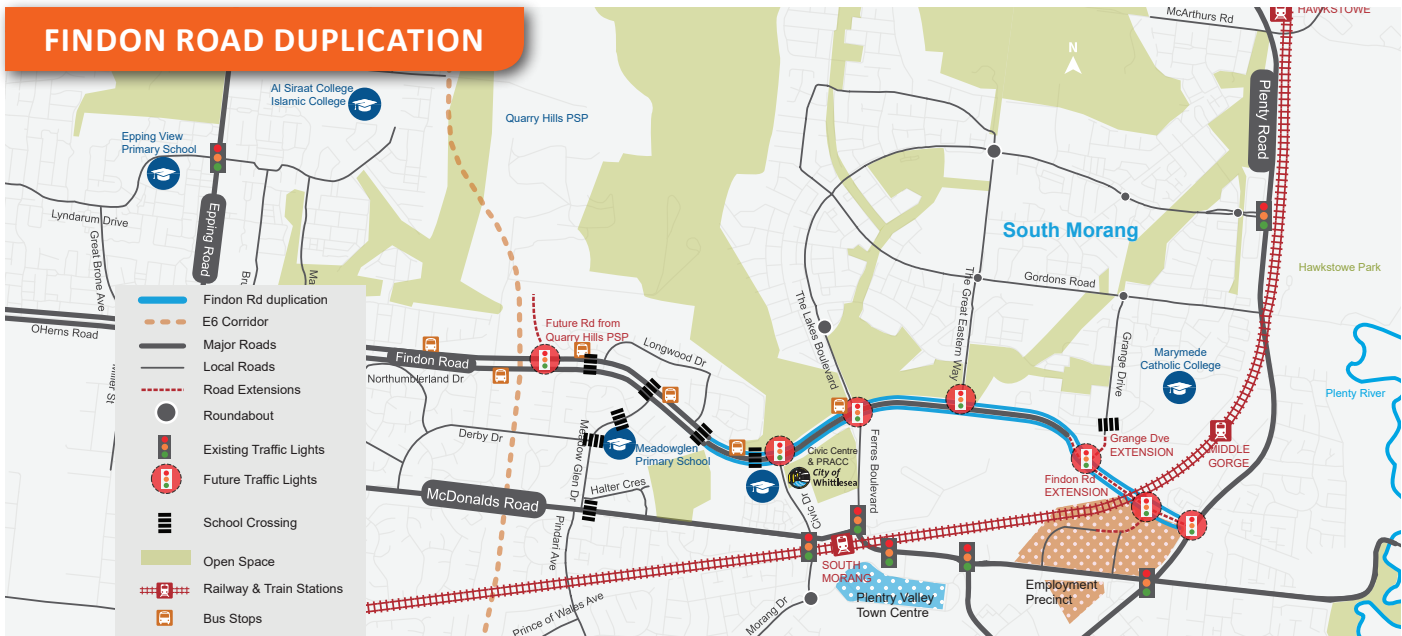 FINDON ROAD DUPLICATION
McArthurs Rd
HAWKSTOWE
N
Plenty Road
Al Siraat College
Islamic College
Quarry Hills PSP
Epping View
Primary School
Epping Road
Lyndarum Drive
Great Brone Ave
OHerns Road
South Morang
Gordons Road
Hawkstowe Park
The Great Eastern Way
The Lakes Boulevard
Grange Drive
Marymede
Catholic College
Plenty River
Findon Rd duplication
E6 Corridor
Major Roads
Local Roads
Road Extensions
Roundabout
Existing Traffic Lights
Future Traffic Lights
School Crossing
Open Space
Railway & Train Stations
Bus Stops
Future Rd from
Quarry Hills PSP
Findon Road
Longwood Dr
Northumblerland Dr
Derby Dr
Meadow Glen Dr
Meadowglen
Primary School
Halter Cres
McDonalds Road
Pindari Ave
Prince of Wales Ave
Civic Centre
& PRACC
City of
Whittlesea
Civic Dr
Ferres Boulevard
Grange Dve
EXTENSION
MIDDLE
GORGE
Findon Rd
EXTENSION
SOUTH
MORANG
Morang Dr
Plentry Valley
Town Centre
Employment
Precinct